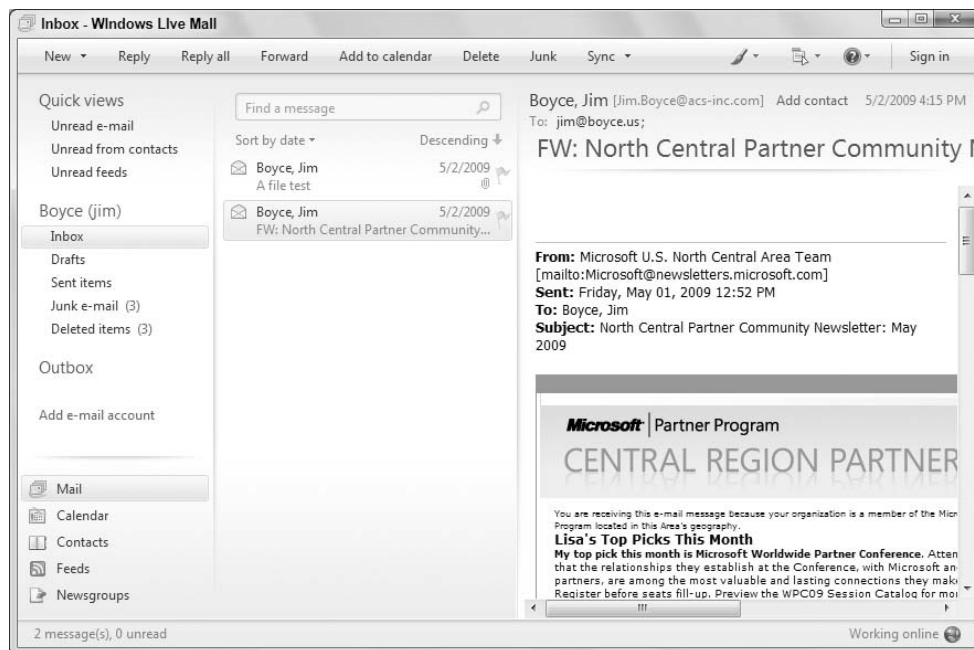 Inbox - Windows Live Mail
New Reply Reply all Forward Add to calendar Delete Junk Sync Sign in
Quick views
Unread e-mail
Unread from contacts
Unread feeds
Boyce (jim)
Inbox
Drafts
Sent items
Junk e-mail (3)
Deleted items (3)
Outbox
Add e-mail account
Mail
Calendar
Contacts
Feeds
Newsgroups
Find a message
Sort by date Descending
Boyce, Jim 5/2/2009
A file test
Boyce, Jim 5/2/2009
FW: North Central Partner Community...
Boyce, Jim [Jim.Boyce@acs-inc.com] Add contact 5/2/2009 4:15 PM
To: jim@boyce.us;
FW: North Central Partner Community
From: Microsoft U.S. North Central Area Team
[mailto:Microsoft@newsletters.microsoft.com]
Sent: Friday, May 01, 2009 12:52 PM
To: Boyce, Jim
Subject: North Central Partner Community Newsletter: May
2009
Microsoft Partner Program
CENTRAL REGION PARTNER
You are receiving this e-mail message because your organization is a member of the Micr
Program located in this Area's geography.
Lisa's Top Picks This Month
My top pick this month is Microsoft Worldwide Partner Conference. Atten
that the relationships they establish at the Conference, with Microsoft an
partners, are among the most valuable and lasting connections they mak
Register before seats fill-up. Preview the WPC09 Session Catalog for mo
2 message(s), 0 unread
Working online